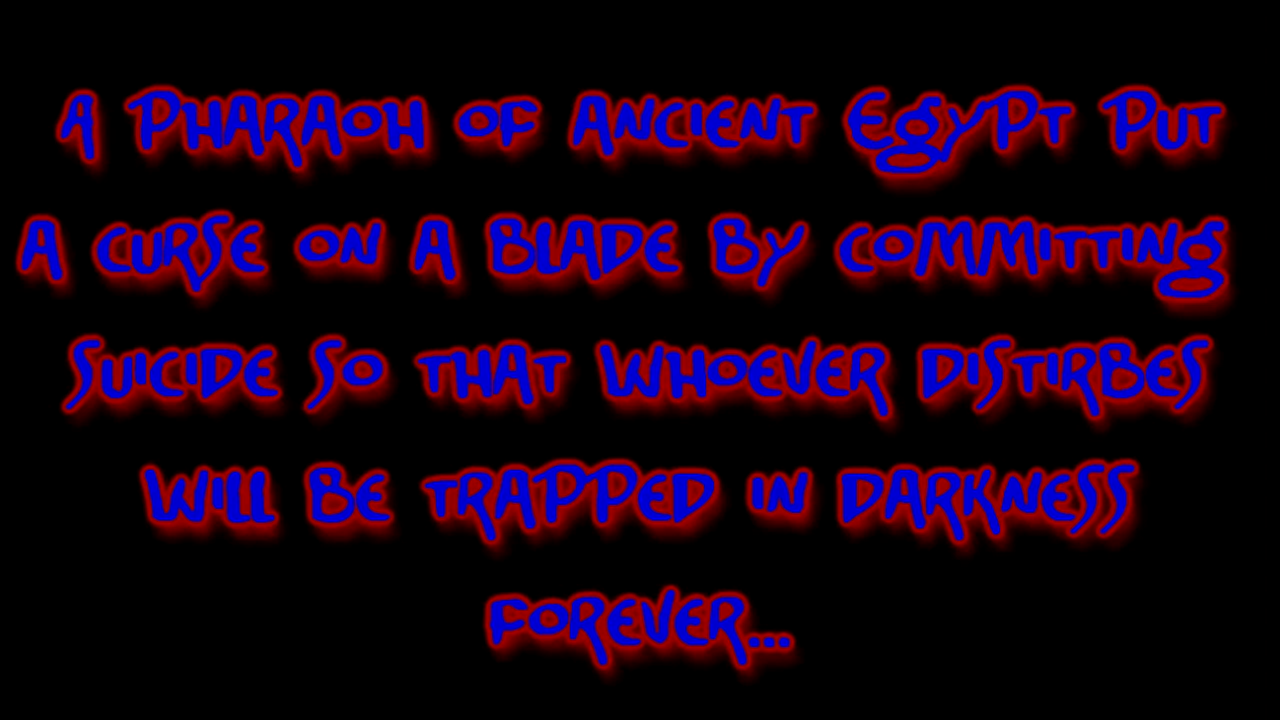 A PHARAOH OF ANCIENT EGYPT PUT
A CURSE ON A BLADE BY COMMITTING
SUICIDE SO THAT WHOEVER DISTIRBES
WILL BE TRAPPED IN DARKNESS
FOREVER...